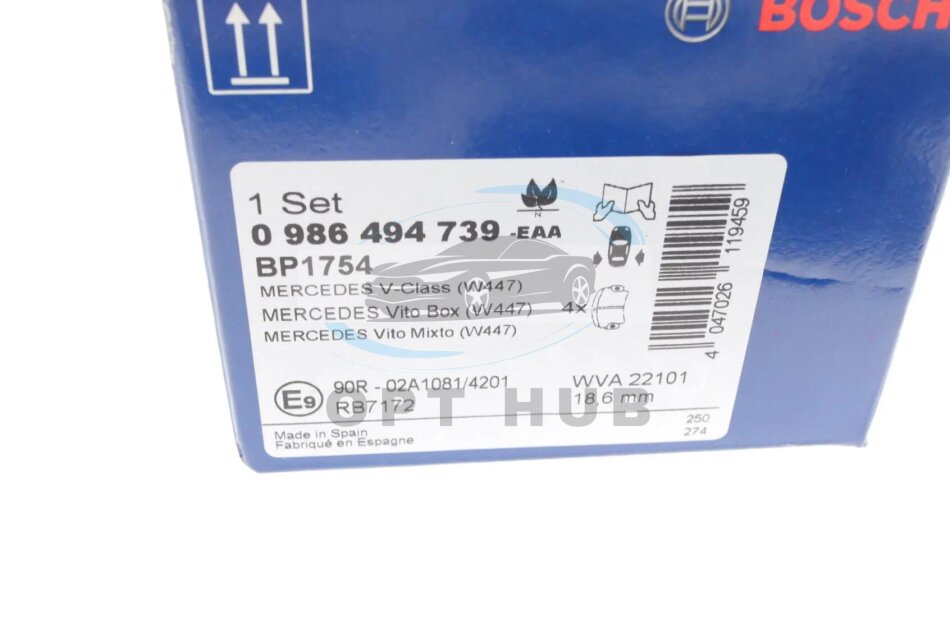 BOSCH
1 Set
N
0 986 494 739 -EAA
BP1754
MERCEDES V-Class (W447)
MERCEDES Vito Box (W447)
4x
MERCEDES Vito Mixto (W447)
4 047026 119459
E9
90R - 02A1081/4201
WVA 22101
RB7172
18,6 mm
OPT HUB
Made in Spain
Fabriqué en Espagne
250
274